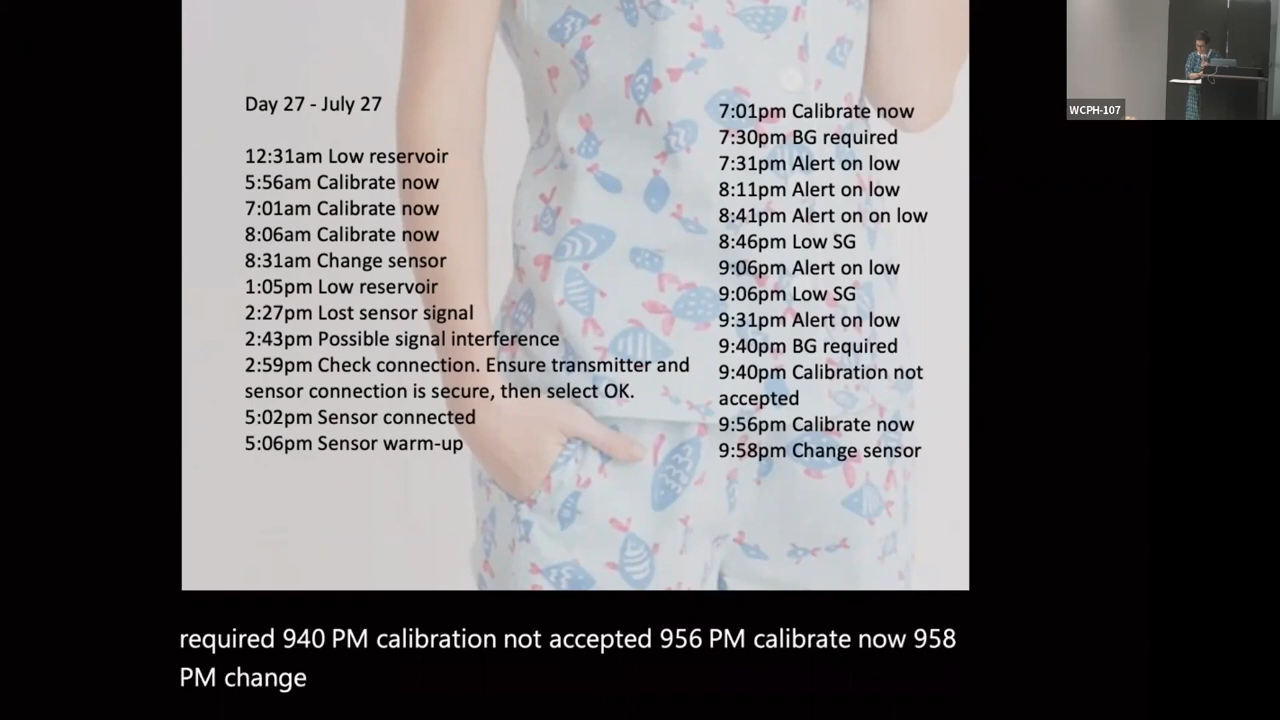 Day 27 - July 27
12:31am Low reservoir
5:56am Calibrate now
7:01am Calibrate now
8:06am Calibrate now
8:31am Change sensor
1:05pm Low reservoir
2:27pm Lost sensor signal
2:43pm Possible signal interference
2:59pm Check connection. Ensure transmitter and
sensor connection is secure, then select OK.
5:02pm Sensor connected
5:06pm Sensor warm-up
7:01pm Calibrate now
7:30pm BG required
7:31pm Alert on low
8:11pm Alert on low
8:41pm Alert on on low
8:46pm Low SG
9:06pm Alert on low
9:06pm Low SG
9:31pm Alert on low
9:40pm BG required
9:40pm Calibration not
accepted
9:56pm Calibrate now
9:58pm Change sensor
WCPH-107
required 940 PM calibration not accepted 956 PM calibrate now 958
PM change